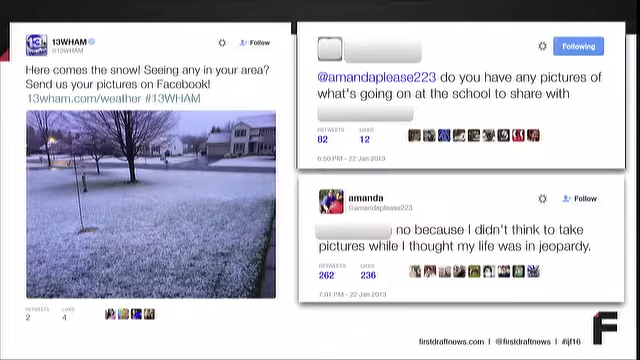 13WHAM
@13WHAM
Follow
Here comes the snow! Seeing any in your area?
Send us your pictures on Facebook!
13wham.com/weather #13WHAM
RETWEETS LIKES
2 4
Following
@amandaplease223 do you have any pictures of
what's going on at the school to share with
RETWEETS LIKES
82 12
6:50 PM - 22 Jan 2013
amanda
@amandaplease223
Follow
no because I didn't think to take
pictures while I thought my life was in jeopardy.
RETWEETS LIKES
262 236
7:01 PM - 22 Jan 2013
firstdraftnews.com | @firstdraftnews | #ijf16
F